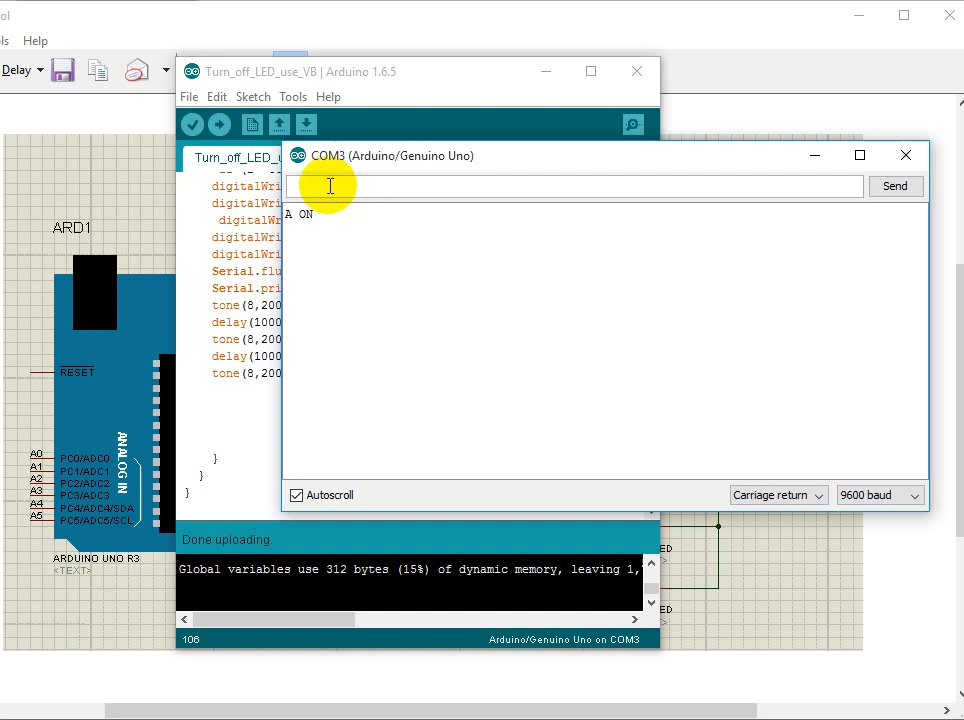 ol
ls Help
Delay
Turn_off_LED_use_VB | Arduino 1.6.5
File Edit Sketch Tools Help
Turn_off_LED_u
COM3 (Arduino/Genuino Uno)
Send
A ON
digitalWri
digitalWri
digitalWr
digitalWri
digitalWri
Serial.flu
Serial.pri
tone(8,200
delay(1000
tone(8,200
delay(1000
tone(8,200
}
}
}
Autoscroll
Carriage return
9600 baud
Done uploading.
Global variables use 312 bytes (15%) of dynamic memory, leaving 1,
106
Arduino/Genuino Uno on COM3
ARD1
RESET
ANALOG IN
A0 PC0/ADC0
A1 PC1/ADC1
A2 PC2/ADC2
A3 PC3/ADC3
A4 PC4/ADC4/SDA
A5 PC5/ADC5/SCL
ARDUINO UNO R3
<TEXT>
ED
ED